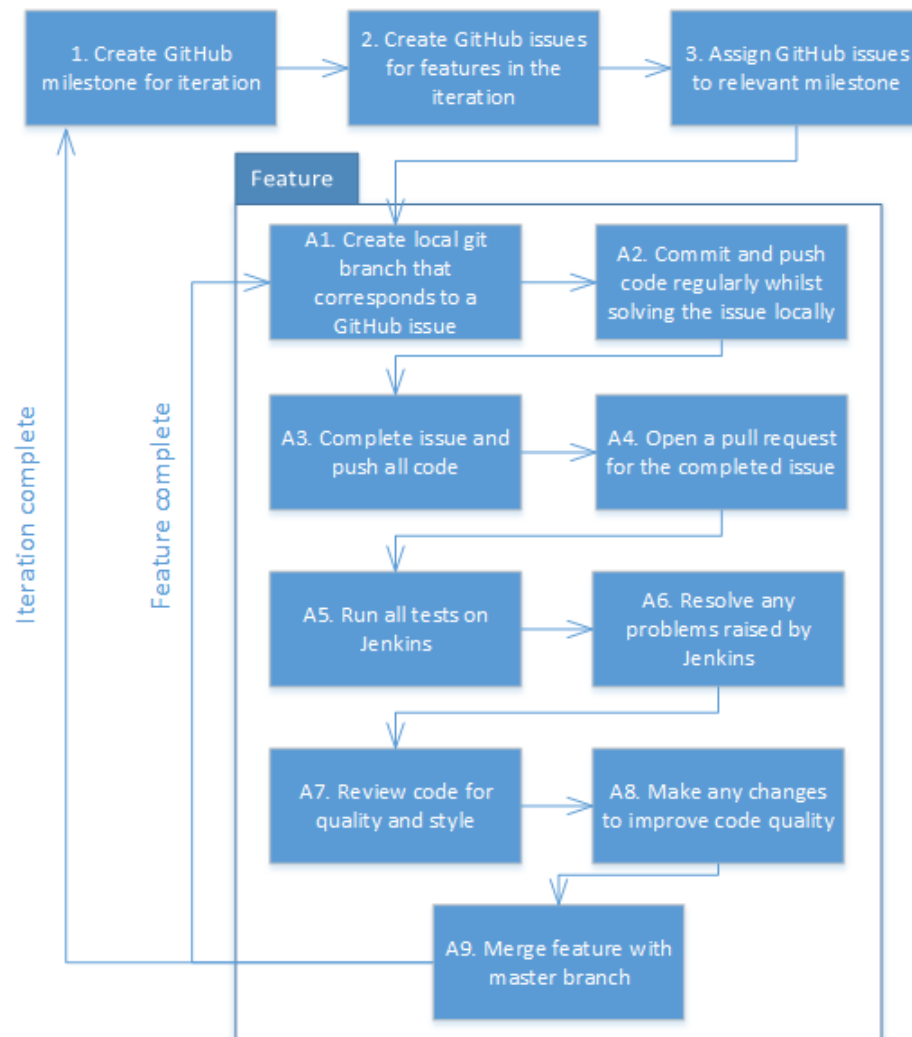 1. Create GitHub
milestone for iteration
2. Create GitHub issues
for features in the
iteration
3. Assign GitHub issues
to relevant milestone
Feature
A1. Create local git
branch that
corresponds to a
GitHub issue
A2. Commit and push
code regularly whilst
solving the issue locally
A3. Complete issue and
push all code
A4. Open a pull request
for the completed issue
A5. Run all tests on
Jenkins
A6. Resolve any
problems raised by
Jenkins
A7. Review code for
quality and style
A8. Make any changes
to improve code quality
A9. Merge feature with
master branch
Iteration complete
Feature complete